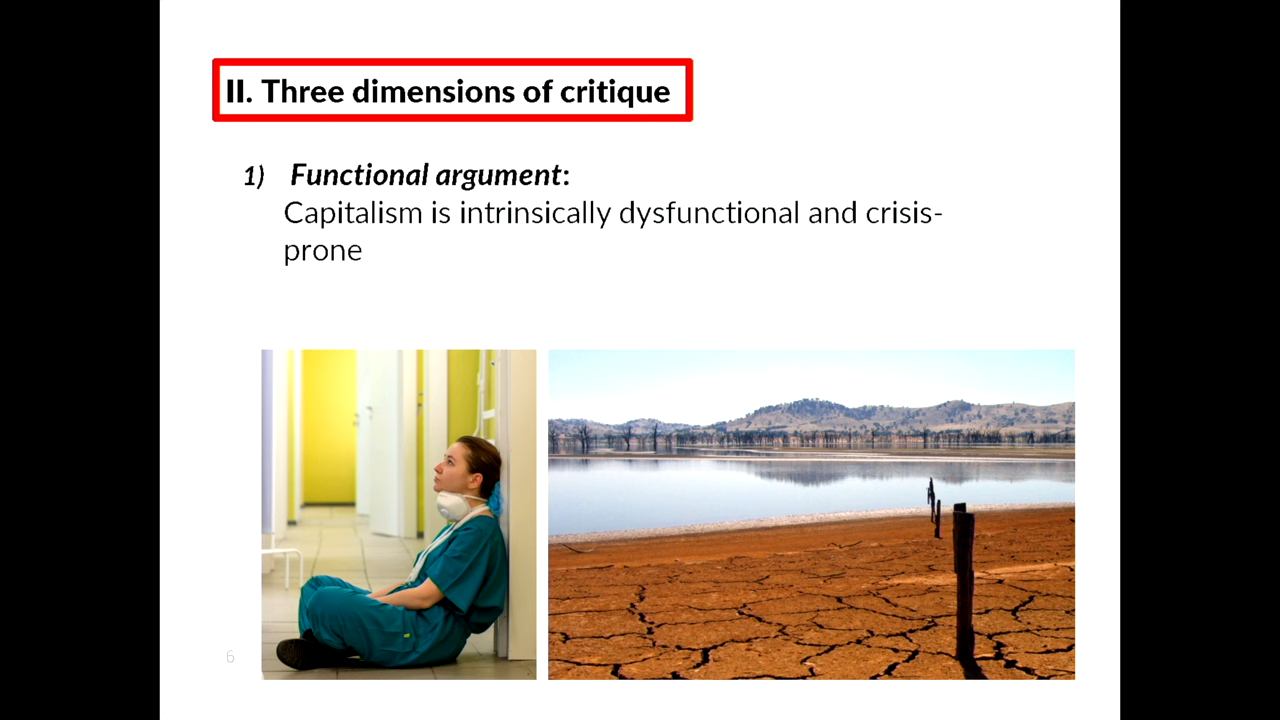 II. Three dimensions of critique
1) Functional argument:
Capitalism is intrinsically dysfunctional and crisis-
prone
6